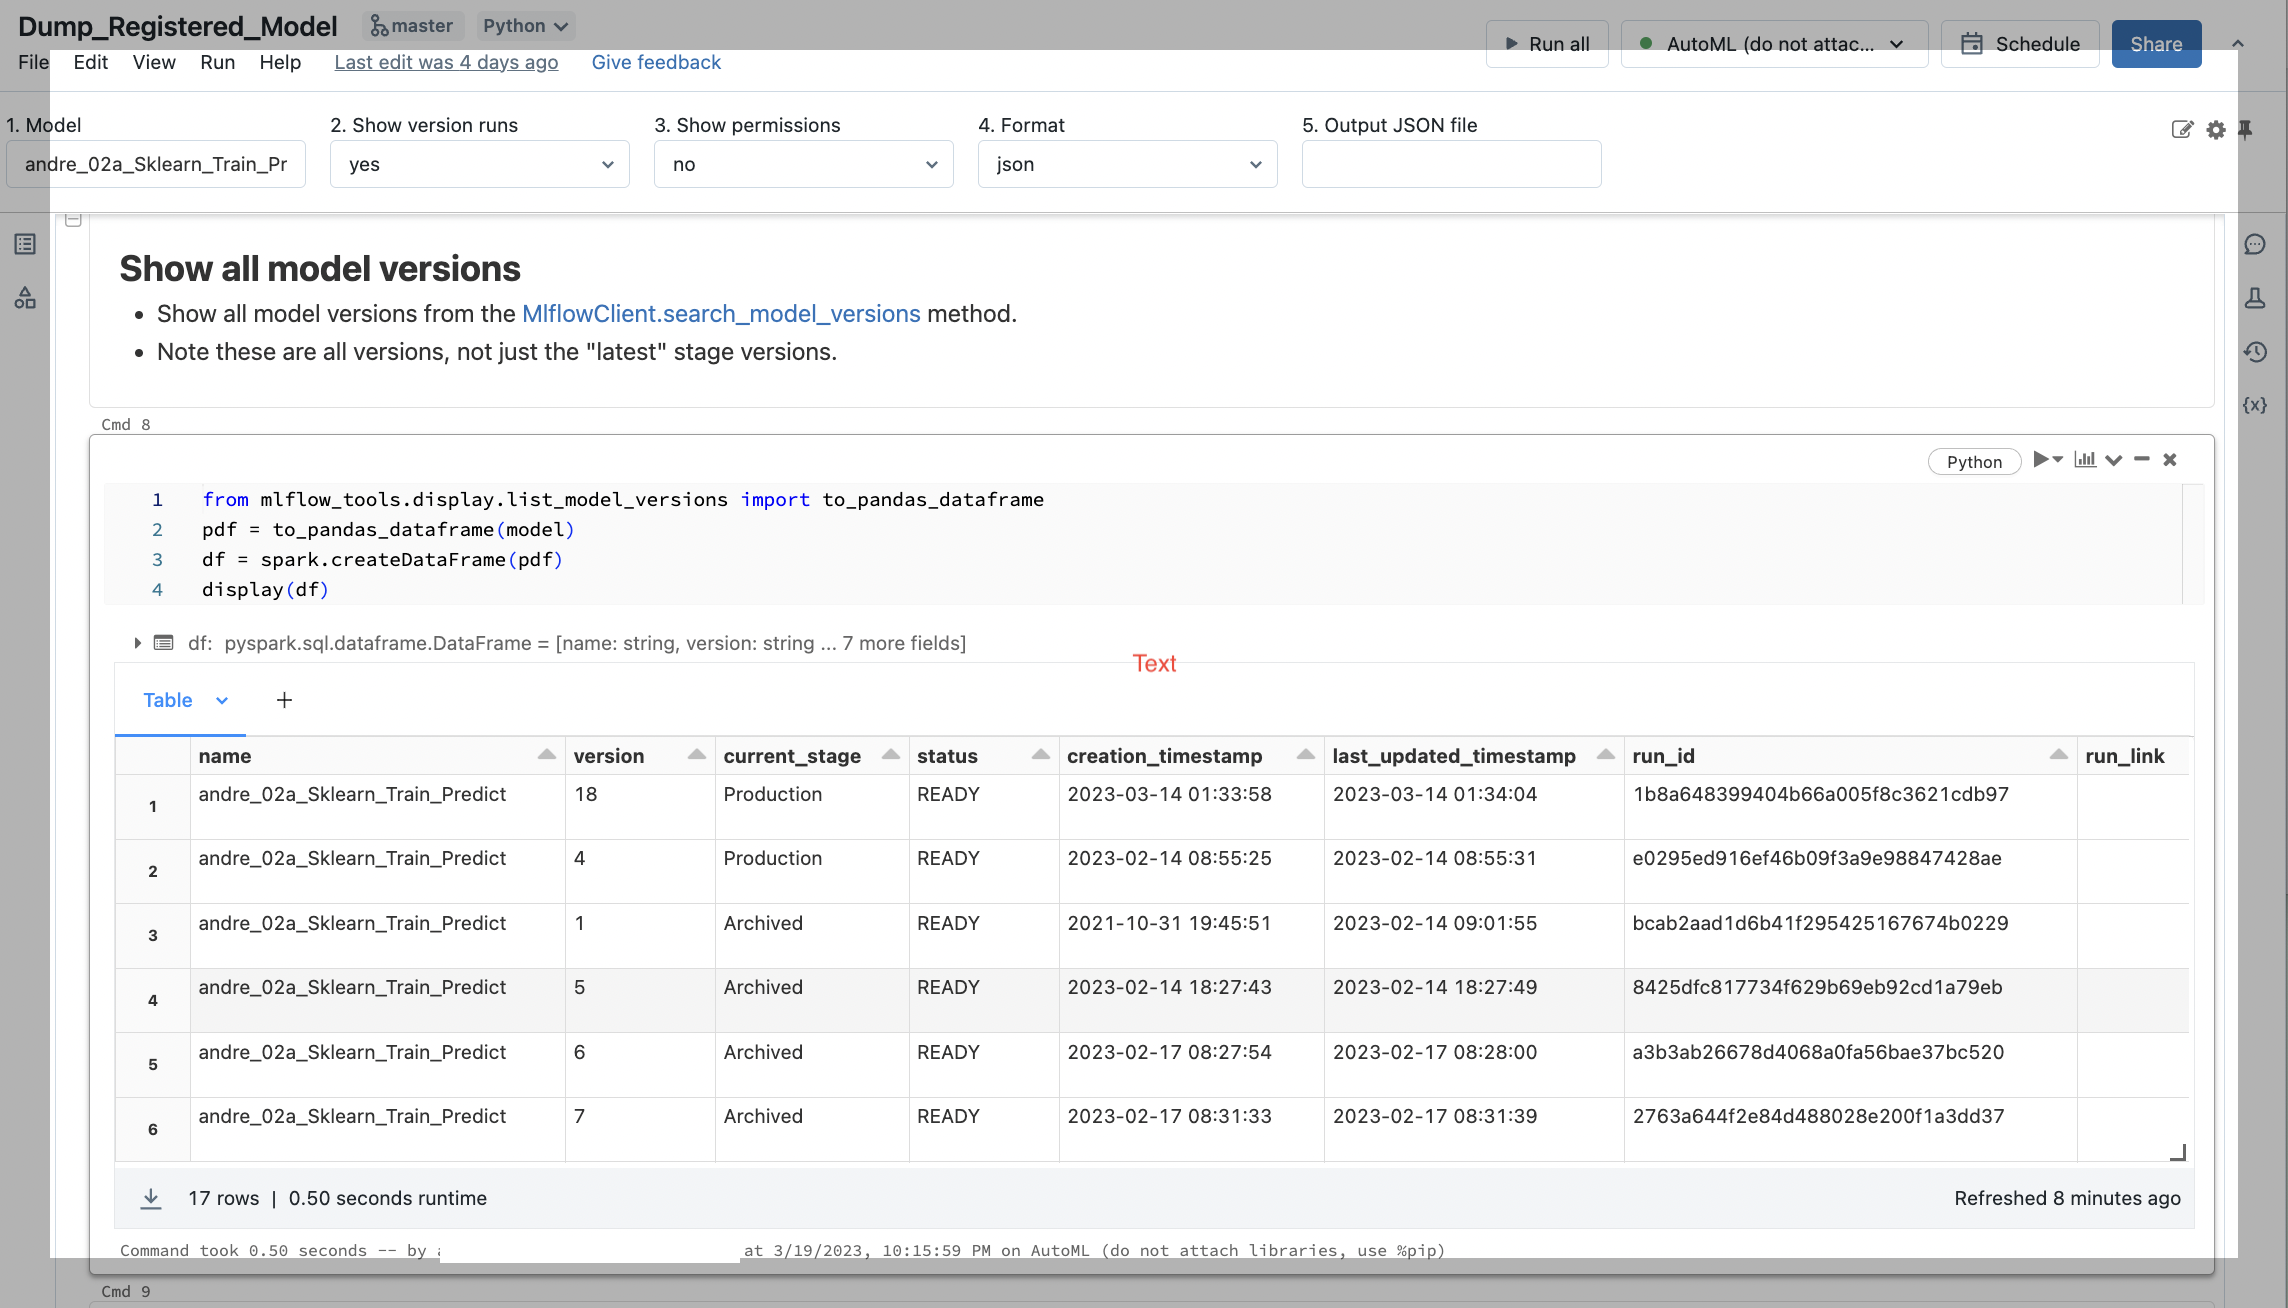 Dump_Registered_Model master Python
File Edit View Run Help Last edit was 4 days ago Give feedback
Run all AutoML (do not attac... Schedule Share
1. Model 2. Show version runs 3. Show permissions 4. Format 5. Output JSON file
andre_02a_Sklearn_Train_Pr yes no json
Show all model versions
• Show all model versions from the MlflowClient.search_model_versions method.
• Note these are all versions, not just the "latest" stage versions.
Cmd 8
Python
1 from mlflow_tools.display.list_model_versions import to_pandas_dataframe
2 pdf = to_pandas_dataframe(model)
3 df = spark.createDataFrame(pdf)
4 display(df)
df: pyspark.sql.dataframe.DataFrame = [name: string, version: string ... 7 more fields]
Text
Table +
name version current_stage status creation_timestamp last_updated_timestamp run_id run_link
1 andre_02a_Sklearn_Train_Predict 18 Production READY 2023-03-14 01:33:58 2023-03-14 01:34:04 1b8a648399404b66a005f8c3621cdb97
2 andre_02a_Sklearn_Train_Predict 4 Production READY 2023-02-14 08:55:25 2023-02-14 08:55:31 e0295ed916ef46b09f3a9e98847428ae
3 andre_02a_Sklearn_Train_Predict 1 Archived READY 2021-10-31 19:45:51 2023-02-14 09:01:55 bcab2aad1d6b41f295425167674b0229
4 andre_02a_Sklearn_Train_Predict 5 Archived READY 2023-02-14 18:27:43 2023-02-14 18:27:49 8425dfc817734f629b69eb92cd1a79eb
5 andre_02a_Sklearn_Train_Predict 6 Archived READY 2023-02-17 08:27:54 2023-02-17 08:28:00 a3b3ab26678d4068a0fa56bae37bc520
6 andre_02a_Sklearn_Train_Predict 7 Archived READY 2023-02-17 08:31:33 2023-02-17 08:31:39 2763a644f2e84d488028e200f1a3dd37
17 rows | 0.50 seconds runtime Refreshed 8 minutes ago
Command took 0.50 seconds -- by at 3/19/2023, 10:15:59 PM on AutoML (do not attach libraries, use %pip)
Cmd 9